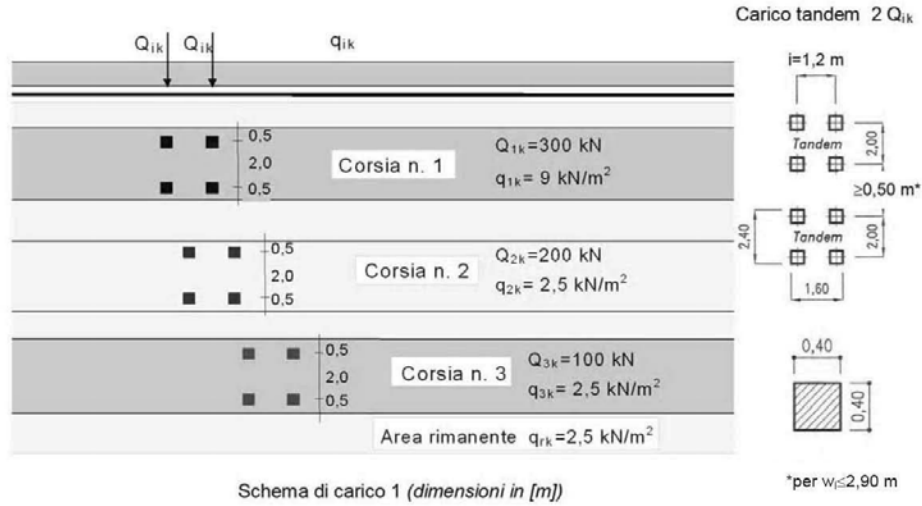 Carico tandem 2 Qik
Qik Qik qik
i=1,2 m
0,5
2,0
0,5
Corsia n. 1
Q1k=300 kN
q1k= 9 kN/m²
Tandem
2,00
≥0,50 m*
0,5
2,0
0,5
Corsia n. 2
Q2k=200 kN
q2k= 2,5 kN/m²
2,40
Tandem
2,00
1,60
0,5
2,0
0,5
Corsia n. 3
Q3k=100 kN
q3k= 2,5 kN/m²
0,40
0,40
Area rimanente qrk=2,5 kN/m²
Schema di carico 1 (dimensioni in [m])
*per wl≤2,90 m